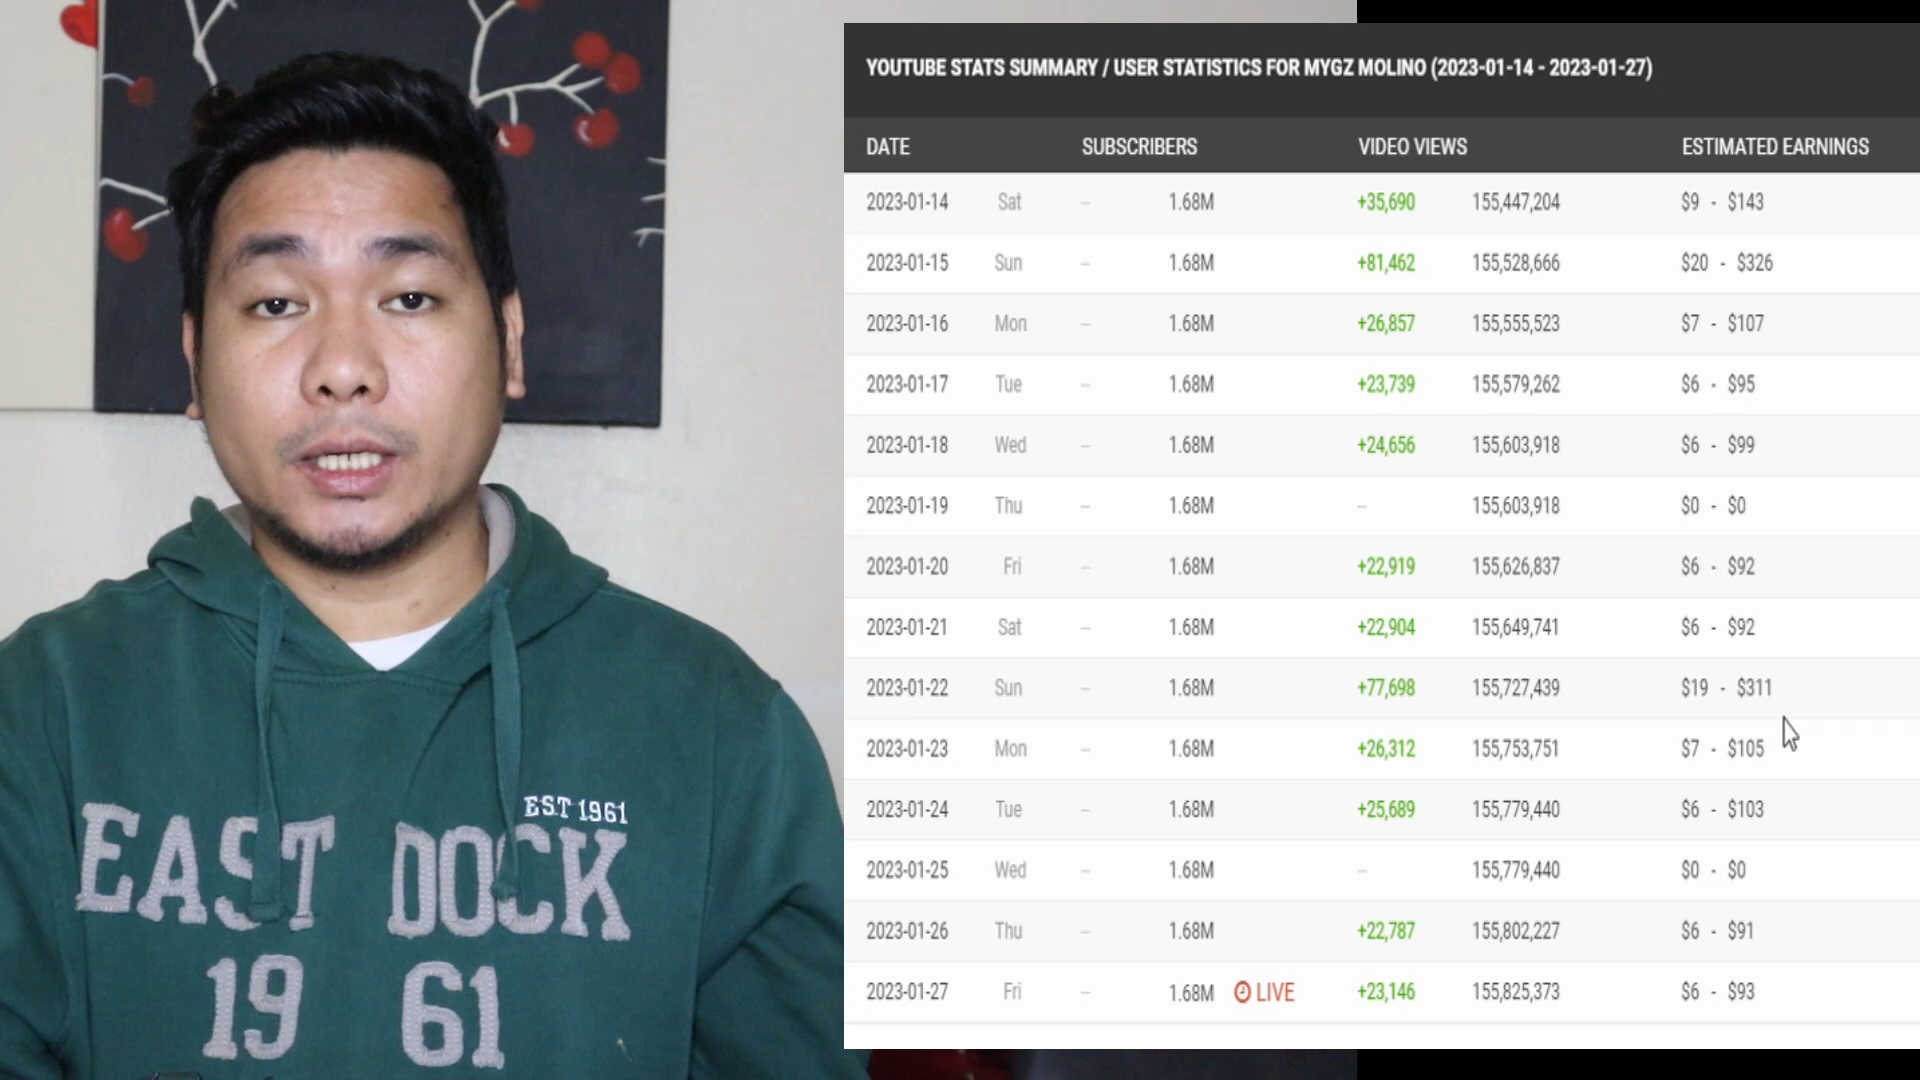 YOUTUBE STATS SUMMARY / USER STATISTICS FOR MYGZ MOLINO (2023-01-14 - 2023-01-27)
DATE SUBSCRIBERS VIDEO VIEWS ESTIMATED EARNINGS
2023-01-14 Sat -- 1.68M +35,690 155,447,204 $9 - $143
2023-01-15 Sun -- 1.68M +81,462 155,528,666 $20 - $326
2023-01-16 Mon -- 1.68M +26,857 155,555,523 $7 - $107
2023-01-17 Tue -- 1.68M +23,739 155,579,262 $6 - $95
2023-01-18 Wed -- 1.68M +24,656 155,603,918 $6 - $99
2023-01-19 Thu -- 1.68M -- 155,603,918 $0 - $0
2023-01-20 Fri -- 1.68M +22,919 155,626,837 $6 - $92
2023-01-21 Sat -- 1.68M +22,904 155,649,741 $6 - $92
2023-01-22 Sun -- 1.68M +77,698 155,727,439 $19 - $311
2023-01-23 Mon -- 1.68M +26,312 155,753,751 $7 - $105
2023-01-24 Tue -- 1.68M +25,689 155,779,440 $6 - $103
2023-01-25 Wed -- 1.68M -- 155,779,440 $0 - $0
2023-01-26 Thu -- 1.68M +22,787 155,802,227 $6 - $91
2023-01-27 Fri -- 1.68M LIVE +23,146 155,825,373 $6 - $93
EST 1961
EAST DOCK
19 61